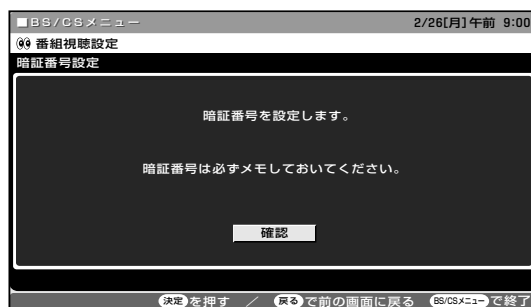 ■BS/CSメニュー 2/26[月]午前 9:00
番組視聴設定
暗証番号設定
暗証番号を設定します。
暗証番号は必ずメモしておいてください。
確認
決定を押す / 戻るで前の画面に戻る BS/CSメニューで終了